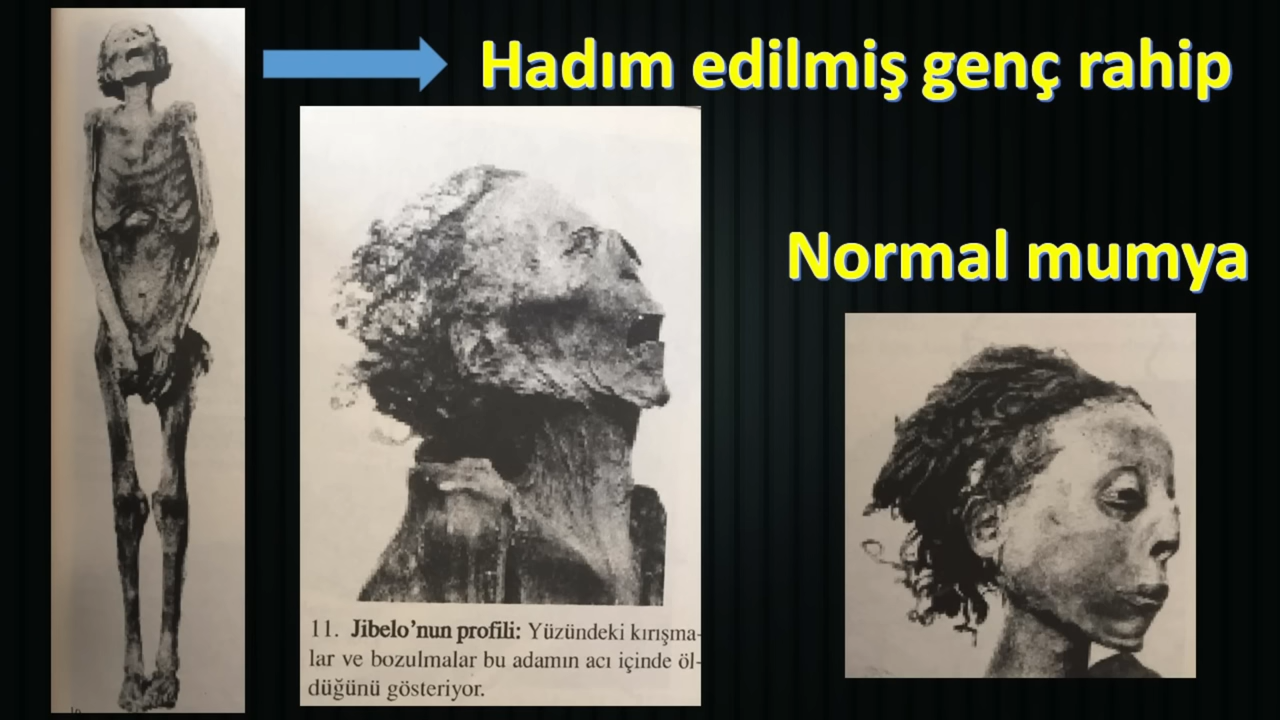 Hadım edilmiş genç rahip
Normal mumya
11. Jibelo'nun profili: Yüzündeki kırışma-
lar ve bozulmalar bu adamın acı içinde öl-
düğünü gösteriyor.